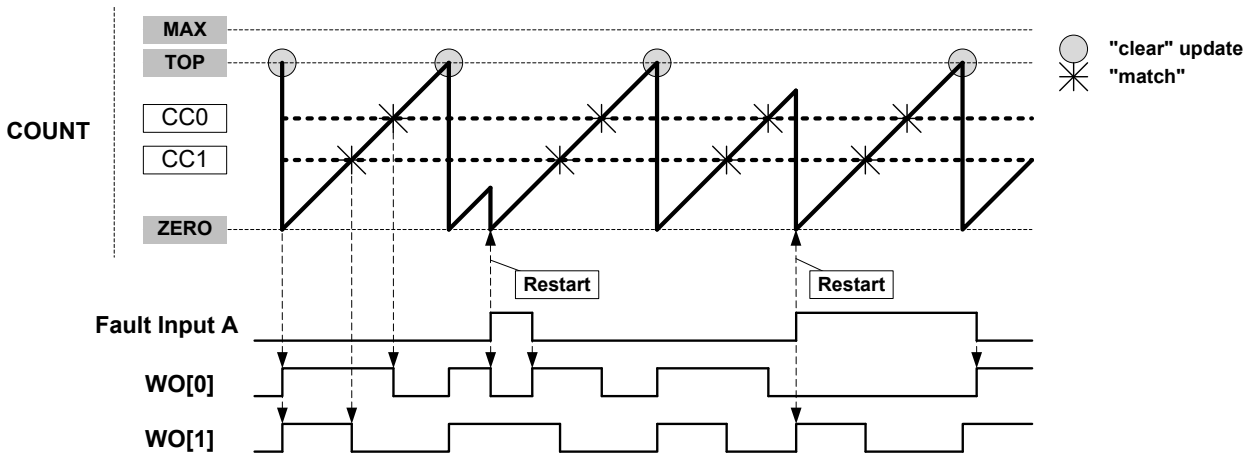 MAX
TOP
"clear" update
"match"
CC0
COUNT
CC1
ZERO
Restart
Restart
Fault Input A
WO[0]
WO[1]